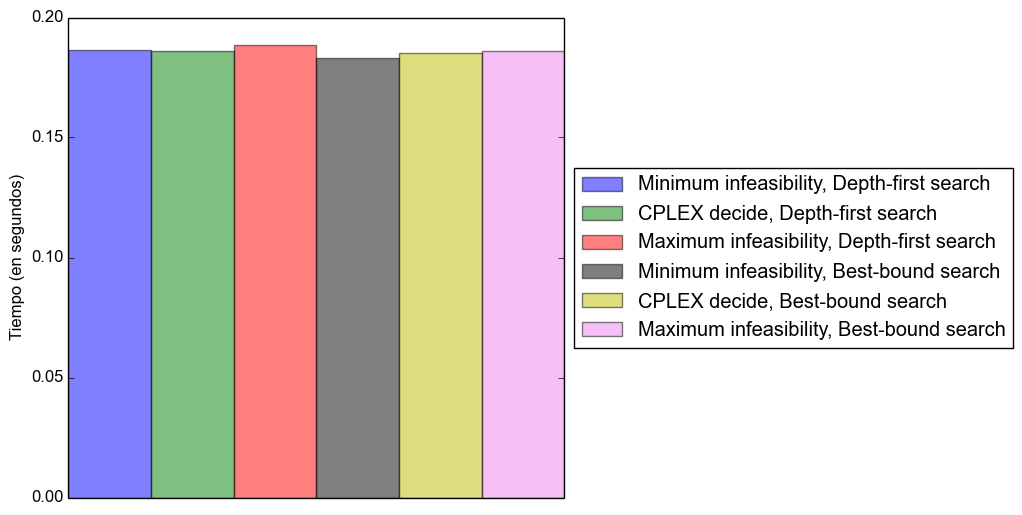 0.20
0.15
0.10
0.05
0.00
Tiempo (en segundos)
Minimum infeasibility, Depth-first search
CPLEX decide, Depth-first search
Maximum infeasibility, Depth-first search
Minimum infeasibility, Best-bound search
CPLEX decide, Best-bound search
Maximum infeasibility, Best-bound search